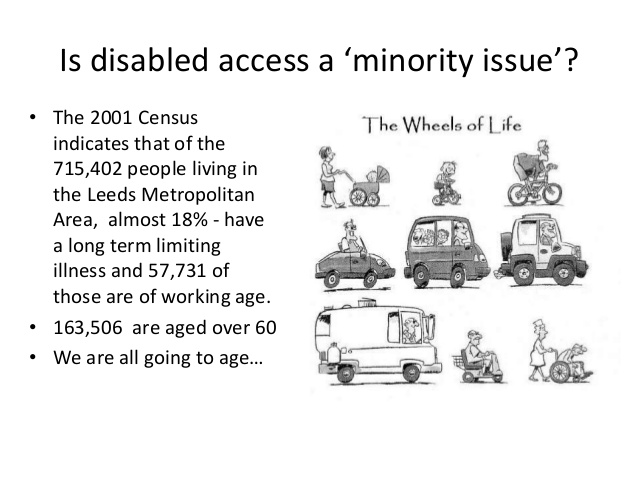 Is disabled access a ‘minority issue’?
• The 2001 Census
indicates that of the
715,402 people living in
the Leeds Metropolitan
Area,  almost 18% - have
a long term limiting
illness and 57,731 of
those are of working age.
• 163,506  are aged over 60
• We are all going to age…
The Wheels of Life